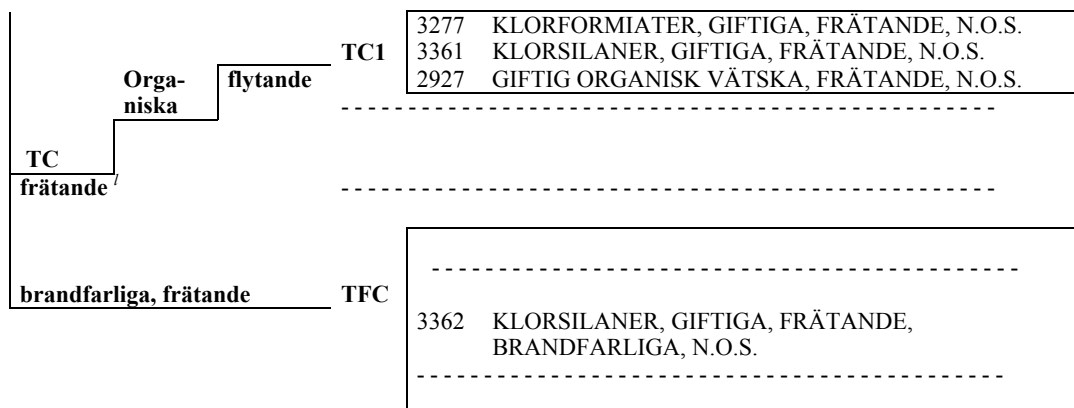 3277 KLORFORMIATER, GIFTIGA, FRÄTANDE, N.O.S.
TC1 3361 KLORSILANER, GIFTIGA, FRÄTANDE, N.O.S.
Orga- flytande 2927 GIFTIG ORGANISK VÄTSKA, FRÄTANDE, N.O.S.
niska - - - - - - - - - - - - - - - - - - - - - - - - - - - - - - - - - - - - - - - - - - - - - - - - -
TC
frätande l - - - - - - - - - - - - - - - - - - - - - - - - - - - - - - - - - - - - - - - - - - - - - - - - -
- - - - - - - - - - - - - - - - - - - - - - - - - - - - - - - - - - - - - - - - - - - -
brandfarliga, frätande TFC
3362 KLORSILANER, GIFTIGA, FRÄTANDE,
BRANDFARLIGA, N.O.S.
- - - - - - - - - - - - - - - - - - - - - - - - - - - - - - - - - - - - - - - - - - - -